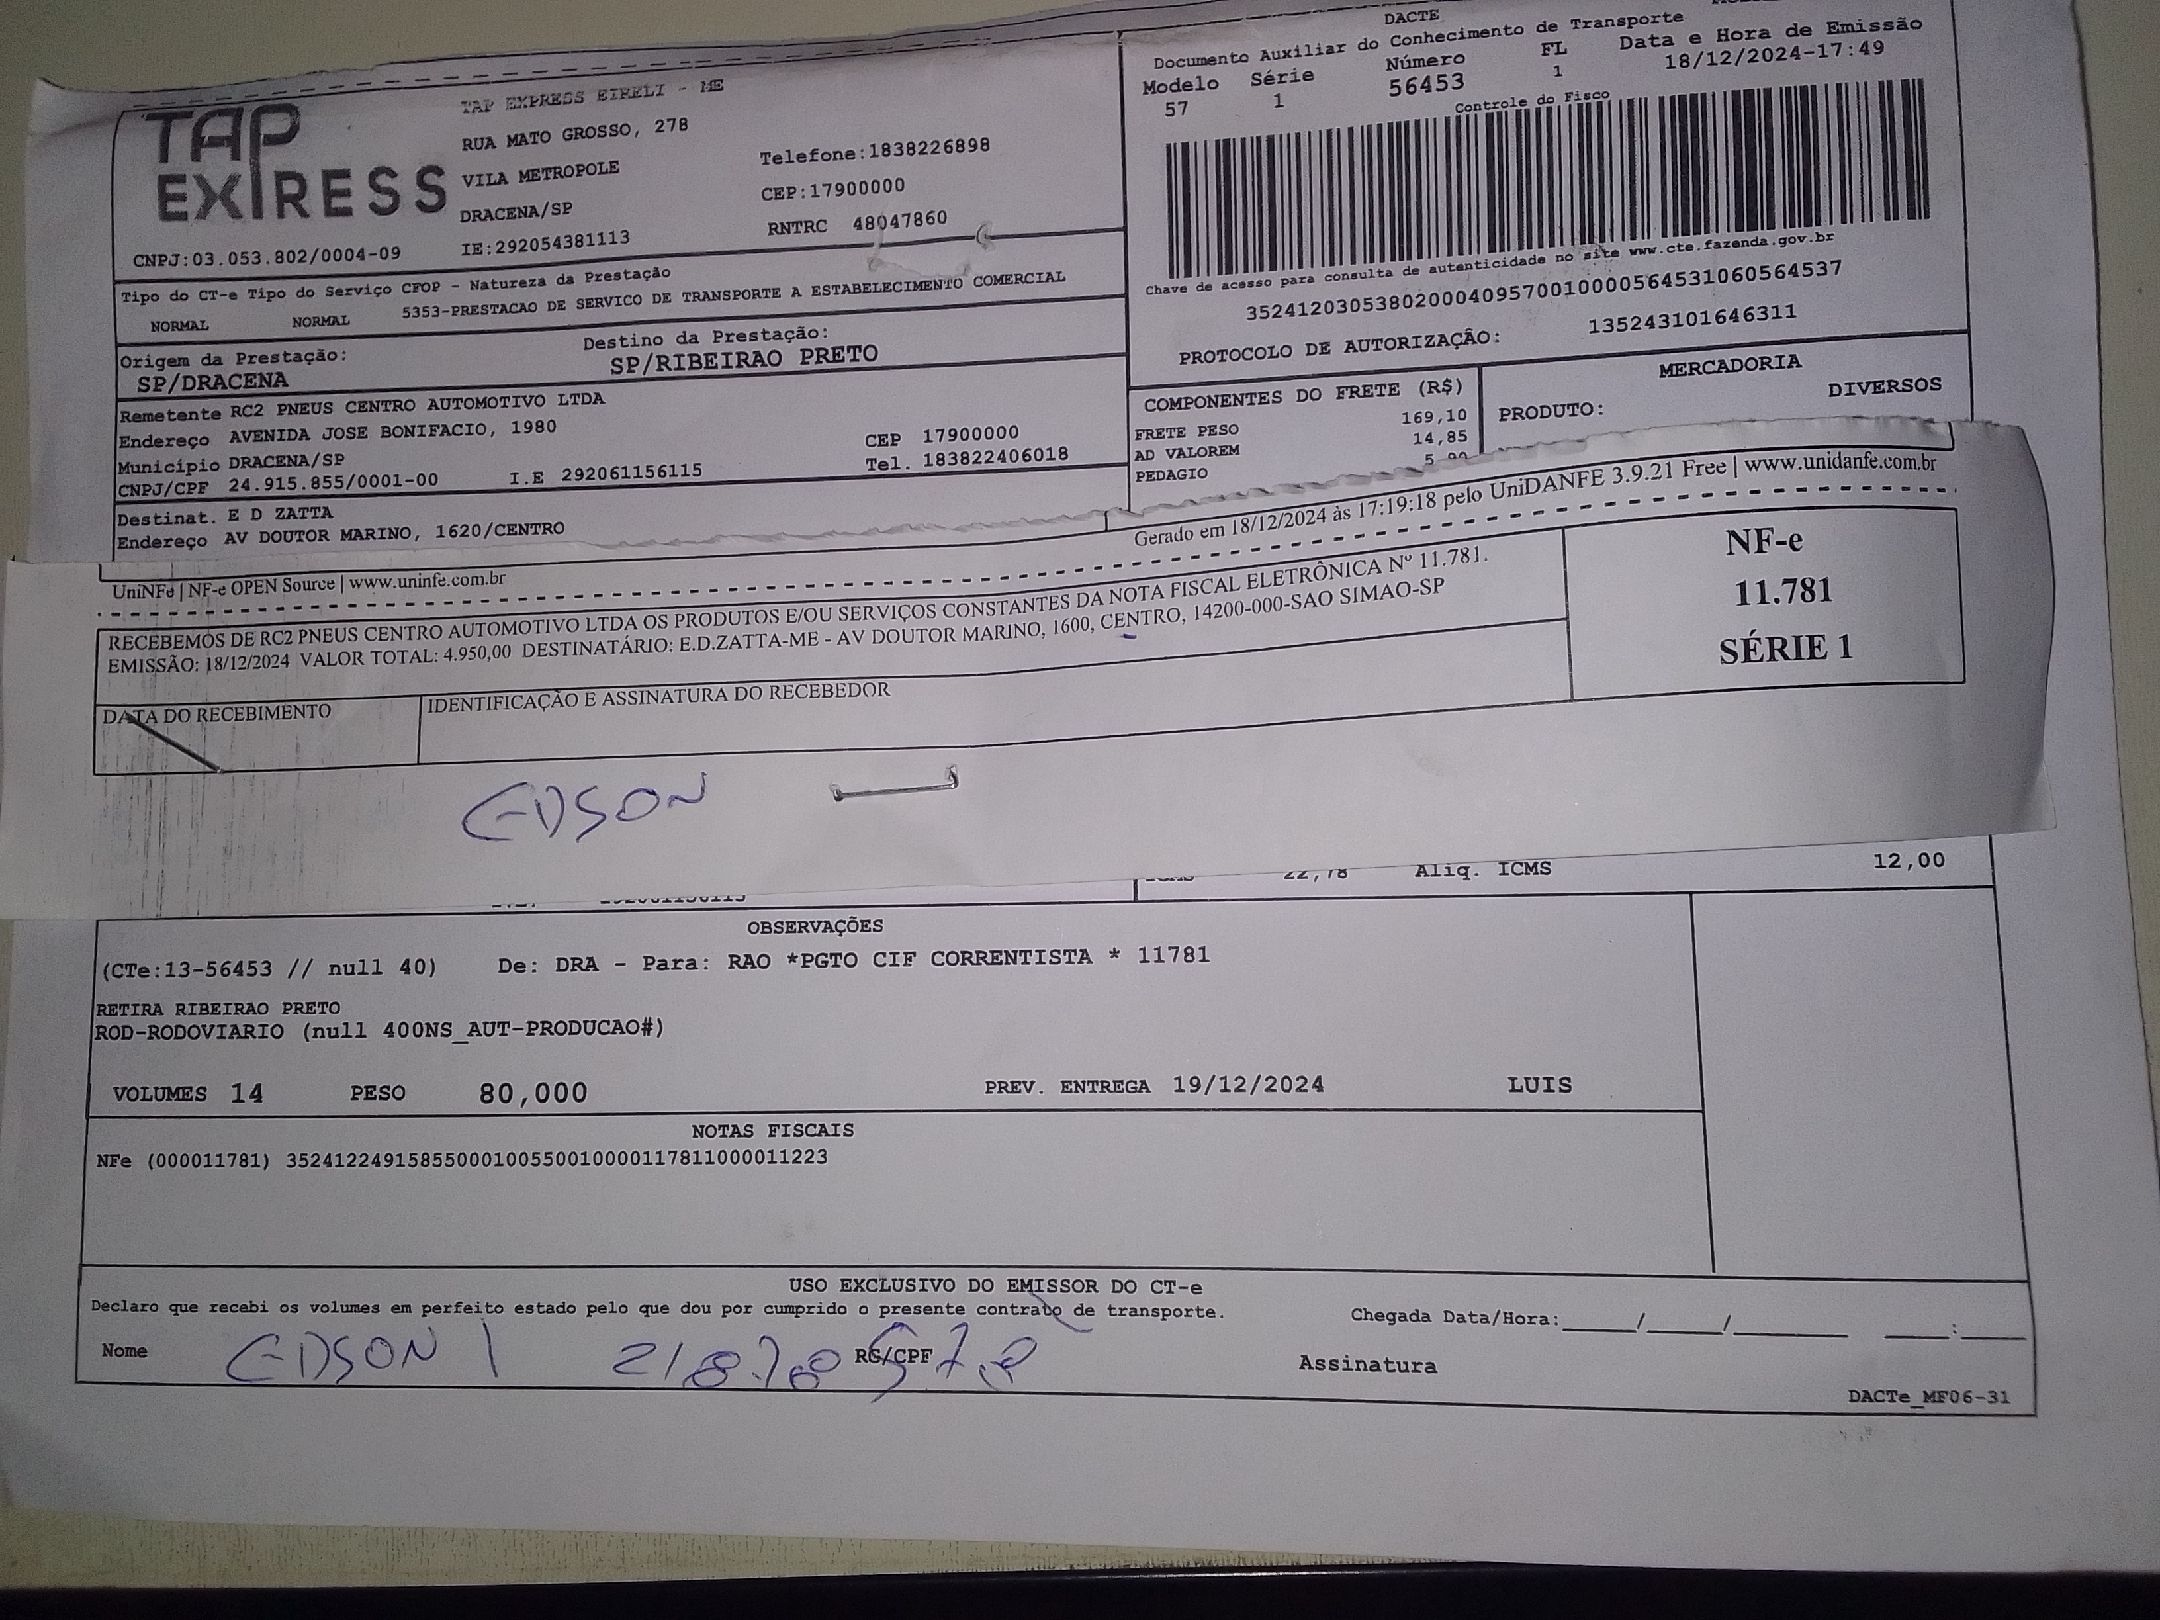 DACTE
Documento Auxiliar do Conhecimento de Transporte
Modelo Série Número FL Data e Hora de Emissão
57 1 56453 1 18/12/2024-17:49
Controle do Fisco
TAP EXPRESS
TAP EXPRESS EIRELI - ME
RUA MATO GROSSO, 278
VILA METROPOLE Telefone:1838226898
DRACENA/SP CEP:17900000
CNPJ:03.053.802/0004-09 IE:292054381113 RNTRC 48047860
Chave de acesso para consulta de autenticidade no site www.cte.fazenda.gov.br
35241203053802000409570010000564531060564537
PROTOCOLO DE AUTORIZAÇÂO: 135243101646311
Tipo do CT-e Tipo do Serviço CFOP - Natureza da Prestação
NORMAL NORMAL 5353-PRESTACAO DE SERVICO DE TRANSPORTE A ESTABELECIMENTO COMERCIAL
Origem da Prestação: Destino da Prestação:
SP/DRACENA SP/RIBEIRAO PRETO
Remetente RC2 PNEUS CENTRO AUTOMOTIVO LTDA
Endereço AVENIDA JOSE BONIFACIO, 1980
Município DRACENA/SP CEP 17900000
CNPJ/CPF 24.915.855/0001-00 I.E 292061156115 Tel. 183822406018
Destinat. E D ZATTA
Endereço AV DOUTOR MARINO, 1620/CENTRO
COMPONENTES DO FRETE (R$)
FRETE PESO 169,10
AD VALOREM 14,85
PEDAGIO
MERCADORIA
PRODUTO: DIVERSOS
UniNFe | NF-e OPEN Source | www.uninfe.com.br
Gerado em 18/12/2024 às 17:19:18 pelo UniDANFE 3.9.21 Free | www.unidanfe.com.br
RECEBEMOS DE RC2 PNEUS CENTRO AUTOMOTIVO LTDA OS PRODUTOS E/OU SERVIÇOS CONSTANTES DA NOTA FISCAL ELETRÔNICA Nº 11.781.
EMISSÃO: 18/12/2024 VALOR TOTAL: 4.950,00 DESTINATÁRIO: E.D.ZATTA-ME - AV DOUTOR MARINO, 1600, CENTRO, 14200-000-SAO SIMAO-SP
NF-e
11.781
SÉRIE 1
DATA DO RECEBIMENTO IDENTIFICAÇÃO E ASSINATURA DO RECEBEDOR
EDSON
22,78 Aliq. ICMS 12,00
OBSERVAÇÕES
(CTe:13-56453 // null 40) De: DRA - Para: RAO *PGTO CIF CORRENTISTA * 11781
RETIRA RIBEIRAO PRETO
ROD-RODOVIARIO (null 400NS_AUT-PRODUCAO#)
VOLUMES 14 PESO 80,000 PREV. ENTREGA 19/12/2024 LUIS
NOTAS FISCAIS
NFe (000011781) 35241224915855000100550010000117811000011223
USO EXCLUSIVO DO EMISSOR DO CT-e
Declaro que recebi os volumes em perfeito estado pelo que dou por cumprido o presente contrato de transporte. Chegada Data/Hora:_____/_____/________ ____:____
Nome EDSON RG/CPF Assinatura
DACTe_MF06-31